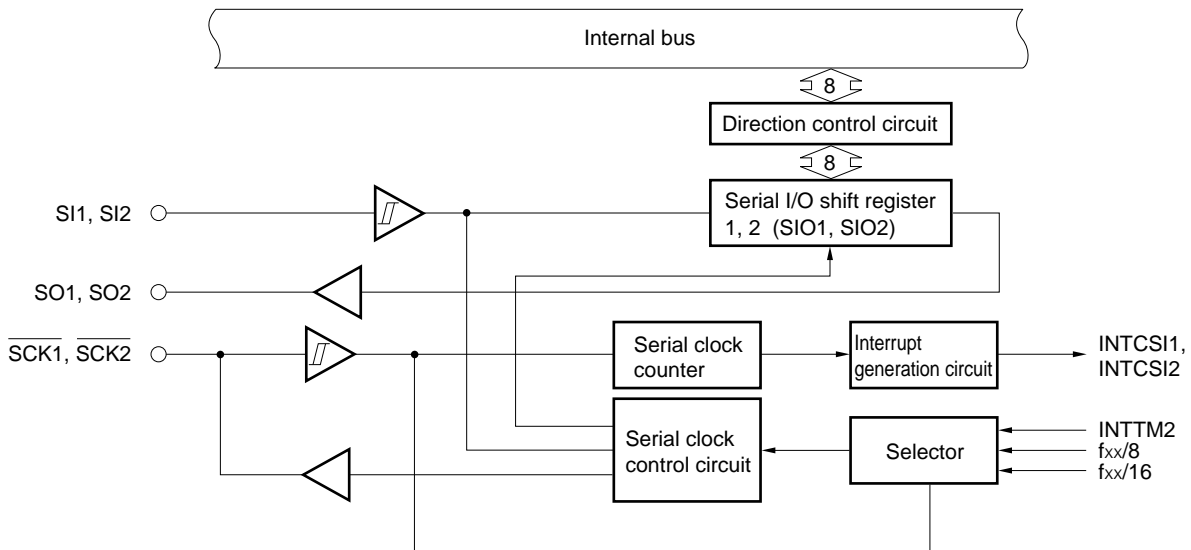 Internal bus
8
Direction control circuit
8
SI1, SI2
Serial I/O shift register
1, 2 (SIO1, SIO2)
SO1, SO2
SCK1, SCK2
Serial clock
counter
Interrupt
generation circuit
INTCSI1,
INTCSI2
Serial clock
control circuit
Selector
INTTM2
fxx/8
fxx/16